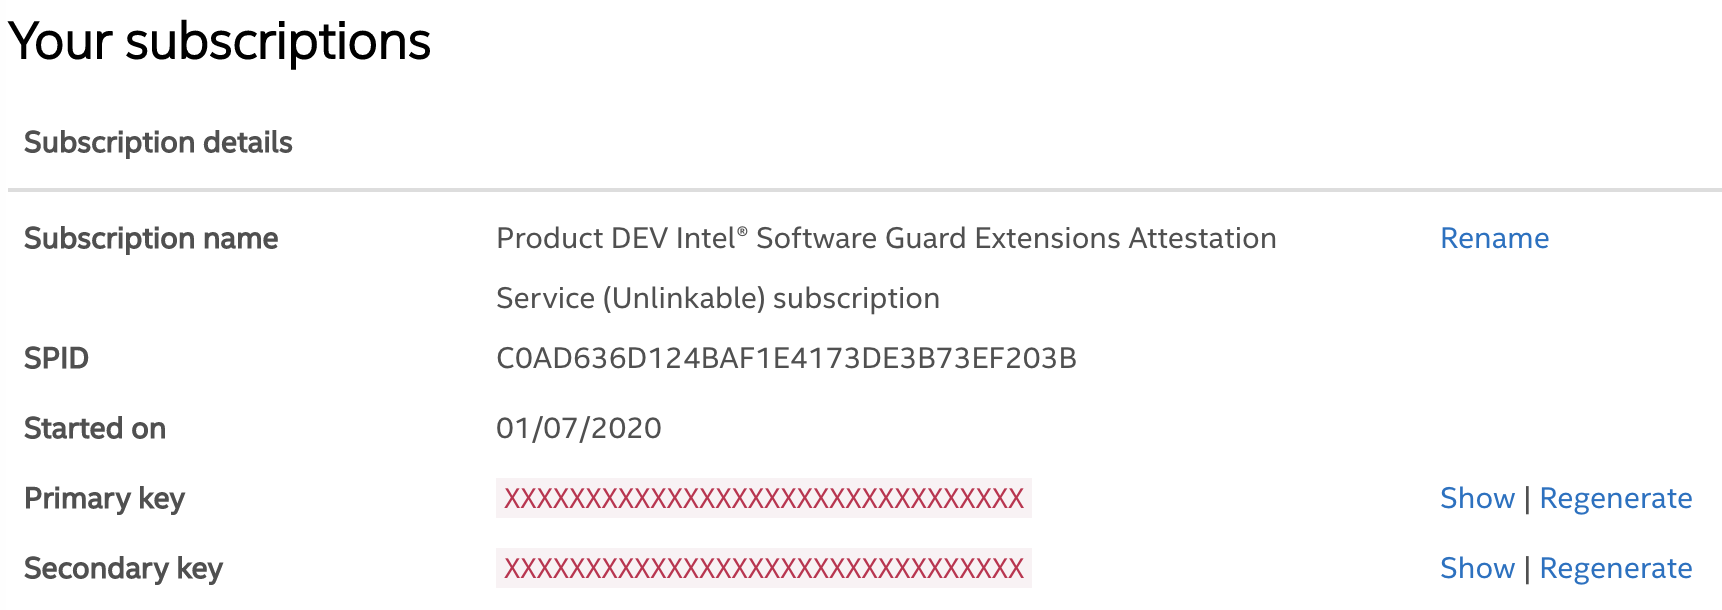 Your subscriptions
Subscription details
Subscription name Product DEV Intel® Software Guard Extensions Attestation Rename
Service (Unlinkable) subscription
SPID C0AD636D124BAF1E4173DE3B73EF203B
Started on 01/07/2020
Primary key XXXXXXXXXXXXXXXXXXXXXXXXXXXXXXXX Show | Regenerate
Secondary key XXXXXXXXXXXXXXXXXXXXXXXXXXXXXXXX Show | Regenerate